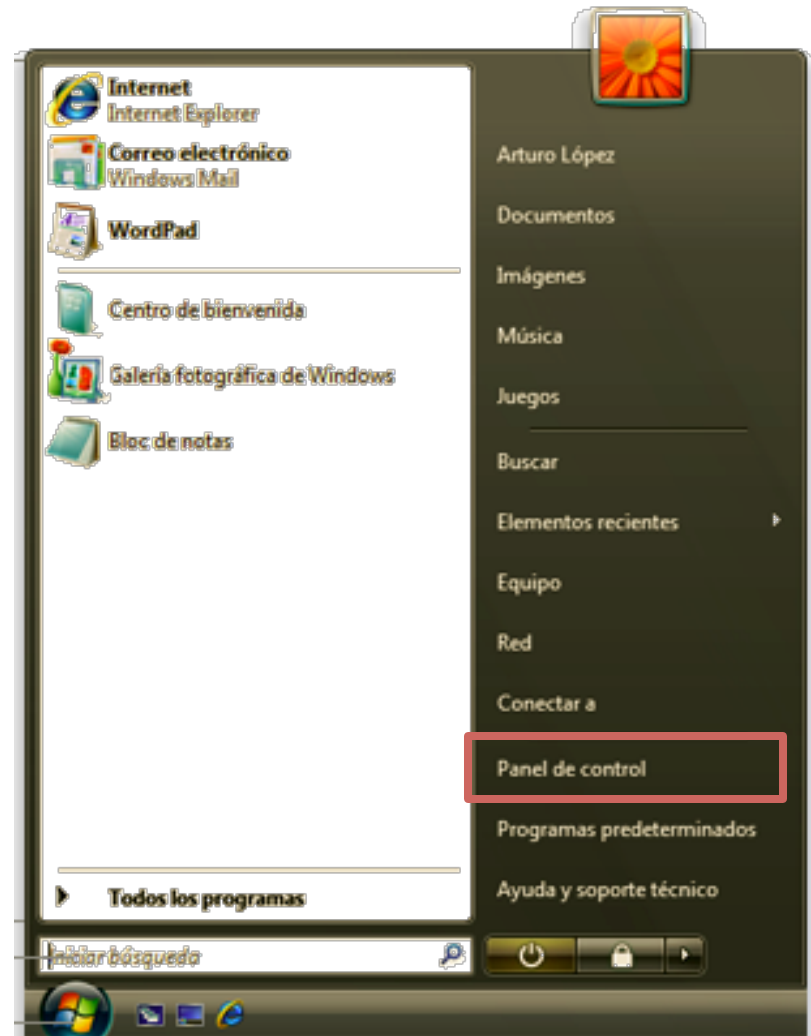 Internet
Internet Explorer
Correo electrónico
Windows Mail
WordPad
Centro de bienvenida
Galería fotográfica de Windows
Bloc de notas
Todos los programas
Iniciar búsqueda
Arturo López
Documentos
Imágenes
Música
Juegos
Buscar
Elementos recientes
Equipo
Red
Conectar a
Panel de control
Programas predeterminados
Ayuda y soporte técnico